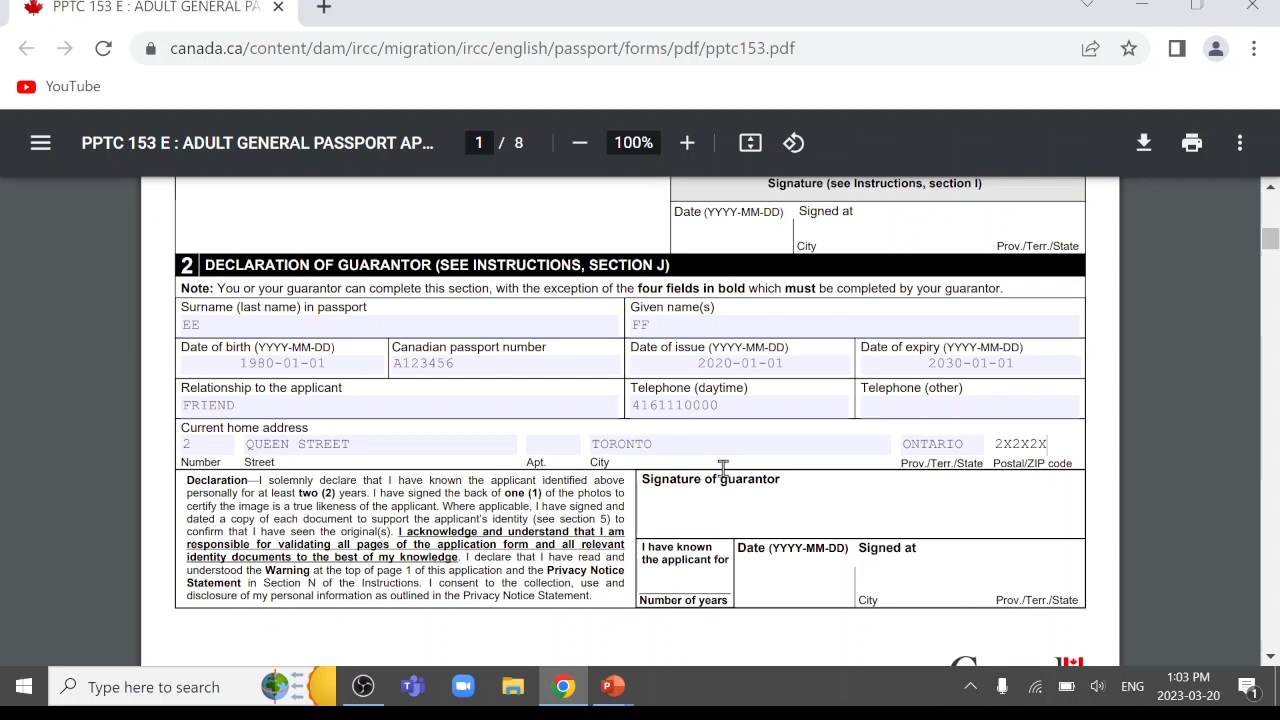 PPTC 153 E : ADULT GENERAL PA
canada.ca/content/dam/ircc/migration/ircc/english/passport/forms/pdf/pptc153.pdf
YouTube
PPTC 153 E : ADULT GENERAL PASSPORT AP...
1 / 8
100%
Signature (see Instructions, section I)
Date (YYYY-MM-DD) Signed at
City Prov./Terr./State
2 DECLARATION OF GUARANTOR (SEE INSTRUCTIONS, SECTION J)
Note: You or your guarantor can complete this section, with the exception of the four fields in bold which must be completed by your guarantor.
Surname (last name) in passport Given name(s)
EE FF
Date of birth (YYYY-MM-DD) Canadian passport number Date of issue (YYYY-MM-DD) Date of expiry (YYYY-MM-DD)
1980-01-01 A123456 2020-01-01 2030-01-01
Relationship to the applicant Telephone (daytime) Telephone (other)
FRIEND 4161110000
Current home address
2 QUEEN STREET TORONTO ONTARIO 2X2X2X
Number Street Apt. City Prov./Terr./State Postal/ZIP code
Declaration—I solemnly declare that I have known the applicant identified above
personally for at least two (2) years. I have signed the back of one (1) of the photos to
certify the image is a true likeness of the applicant. Where applicable, I have signed and
dated a copy of each document to support the applicant's identity (see section 5) to
confirm that I have seen the original(s). I acknowledge and understand that I am
responsible for validating all pages of the application form and all relevant
identity documents to the best of my knowledge. I declare that I have read and
understood the Warning at the top of page 1 of this application and the Privacy Notice
Statement in Section N of the Instructions. I consent to the collection, use and
disclosure of my personal information as outlined in the Privacy Notice Statement.
Signature of guarantor
I have known
the applicant for
Number of years
Date (YYYY-MM-DD) Signed at
City Prov./Terr./State
Type here to search
ENG
1:03 PM
2023-03-20
1